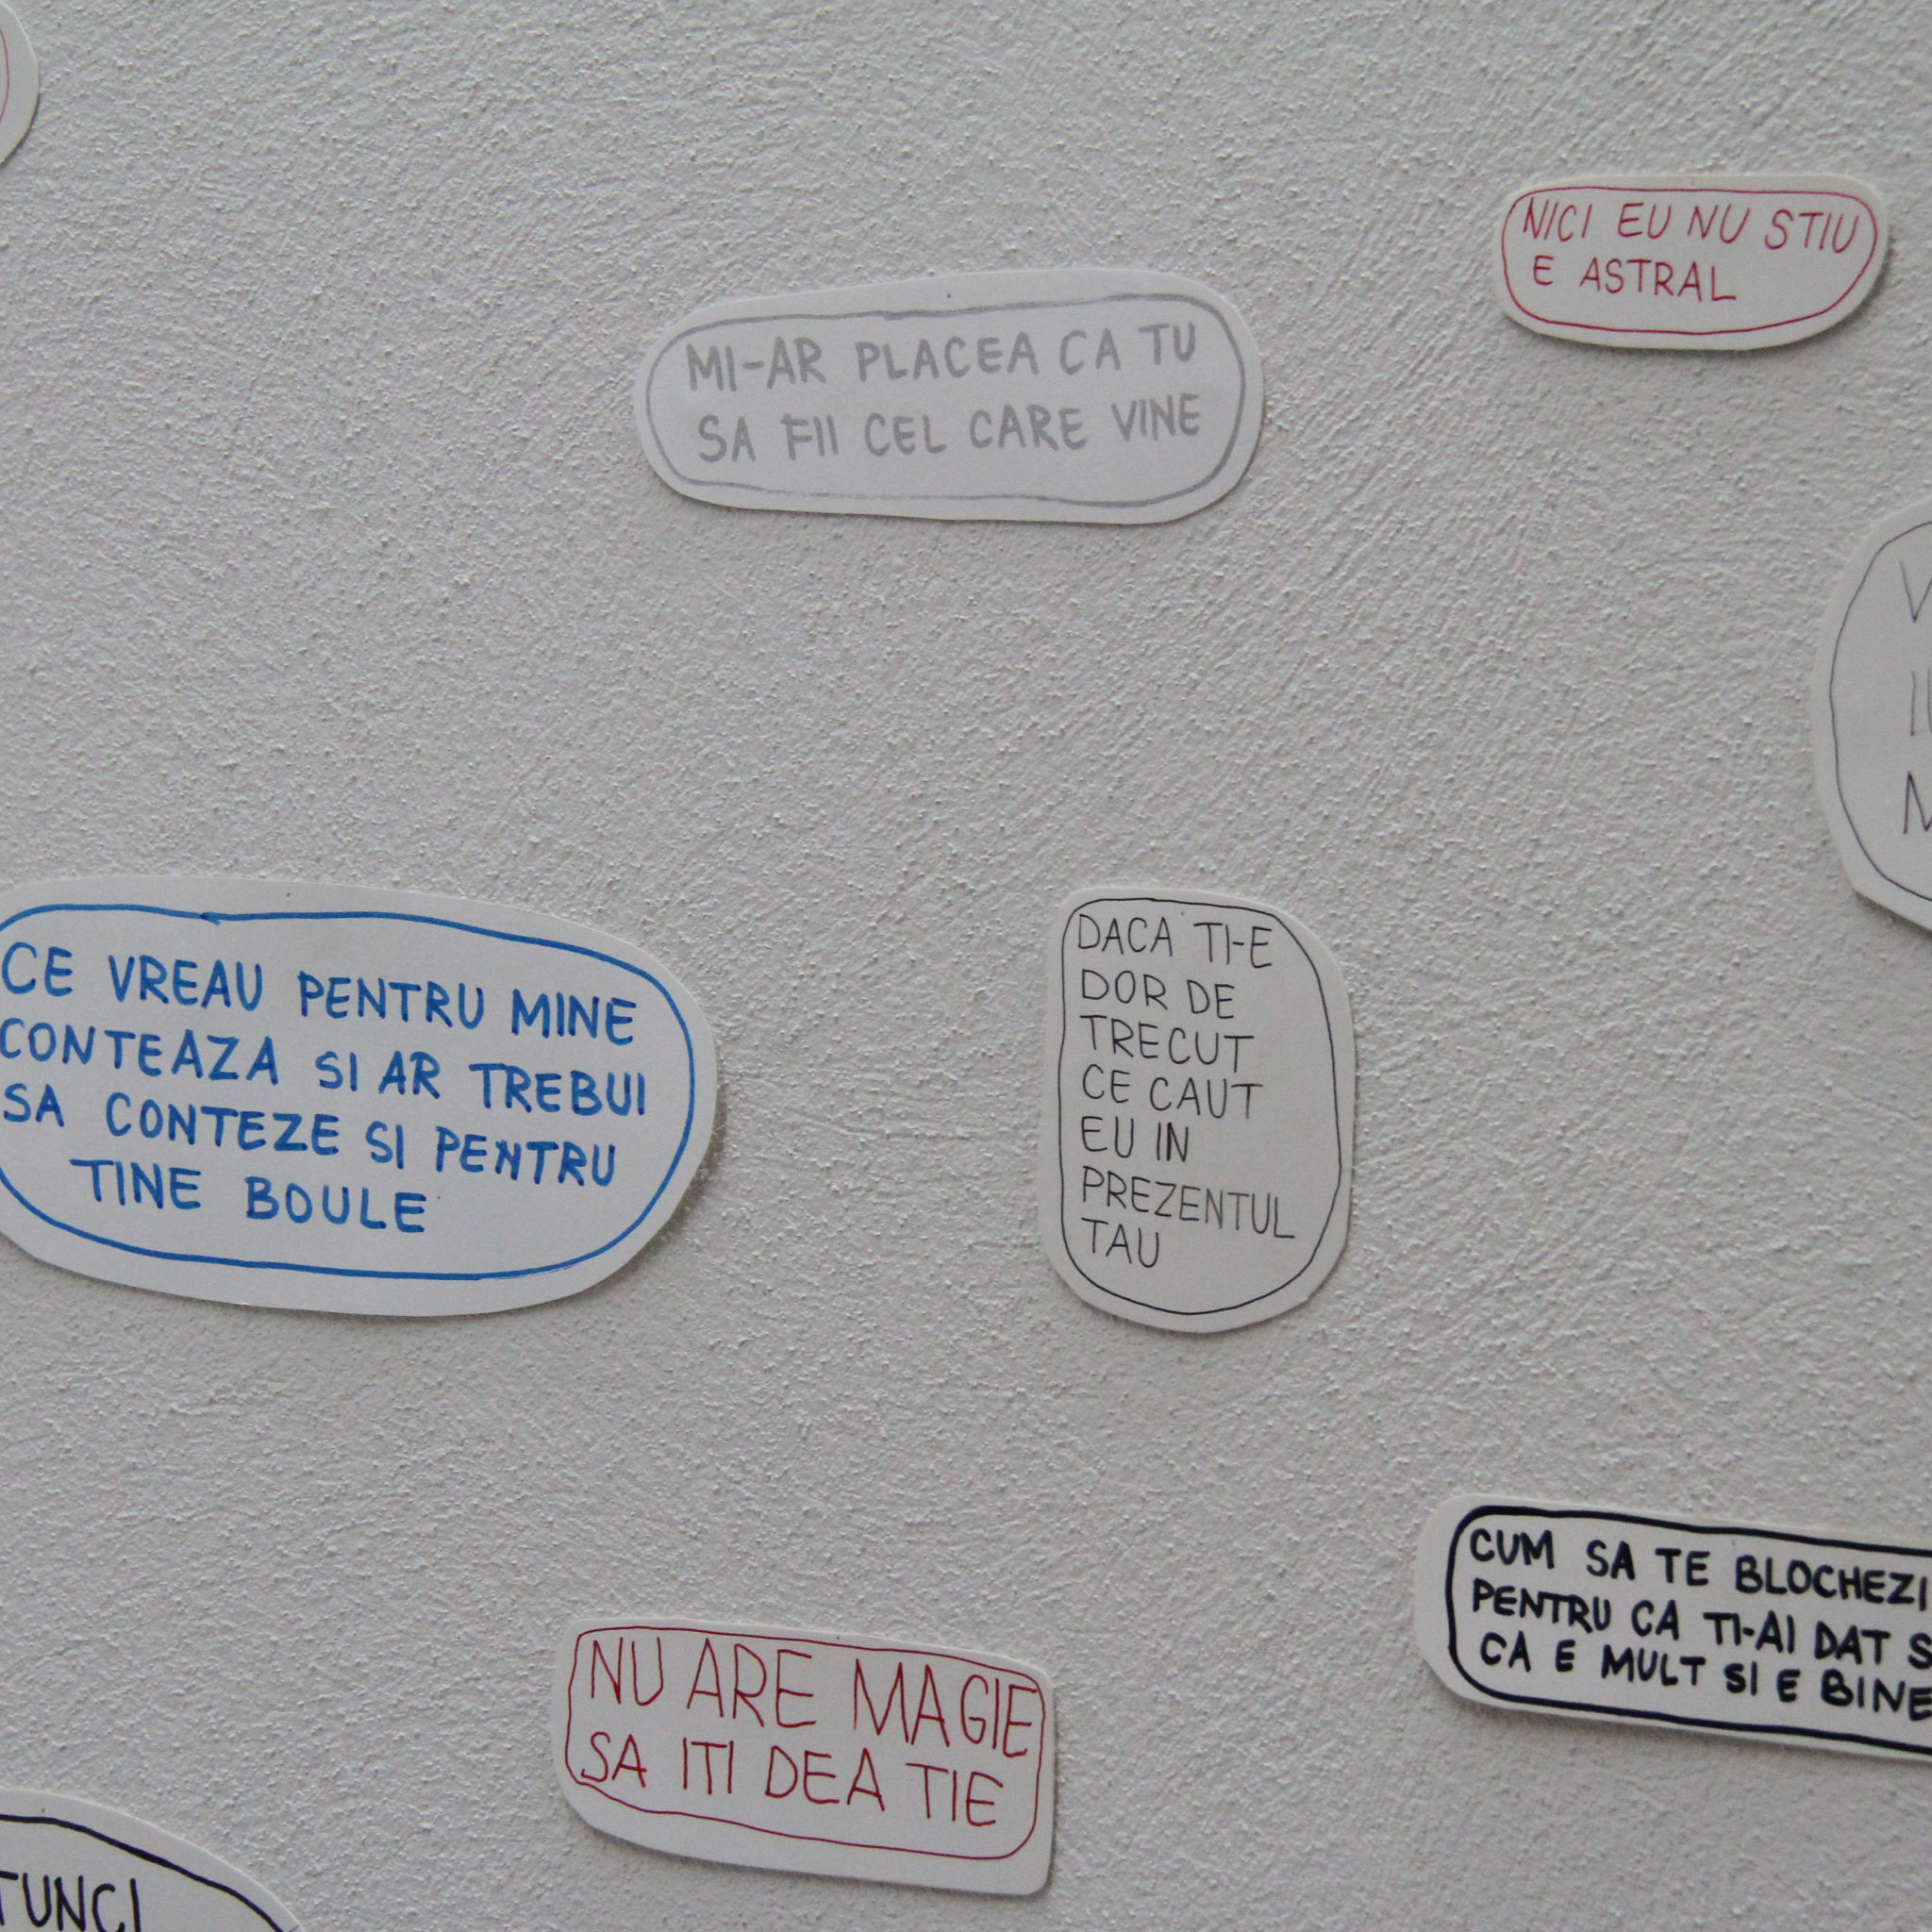 NICI EU NU STIU
E ASTRAL
MI-AR PLACEA CA TU
SA FII CEL CARE VINE
CE VREAU PENTRU MINE
CONTEAZA SI AR TREBUI
SA CONTEZE SI PENTRU
TINE BOULE
DACA TI-E
DOR DE
TRECUT
CE CAUT
EU IN
PREZENTUL
TAU
CUM SA TE BLOCHEZI
PENTRU CA TI-AI DAT
CA E MULT SI E BINE
NU ARE MAGIE
SA ITI DEA TIE